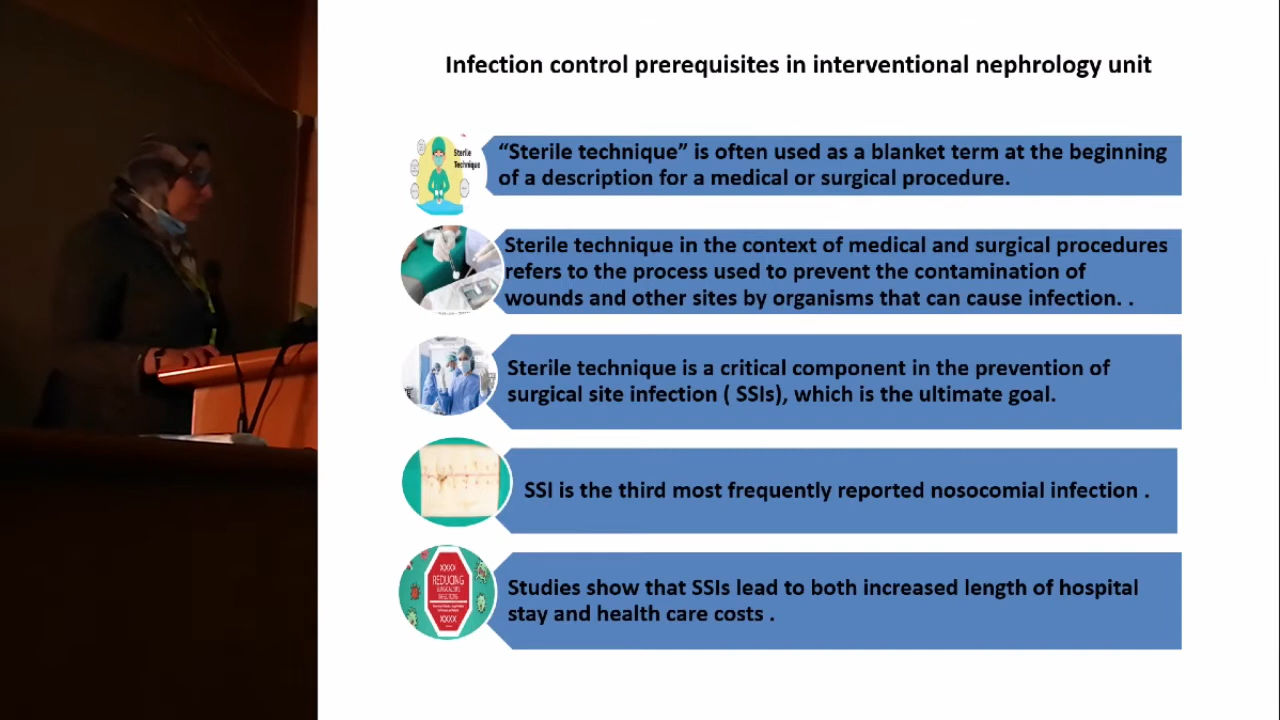 Infection control prerequisites in interventional nephrology unit
Sterile
Technique
“Sterile technique” is often used as a blanket term at the beginning
of a description for a medical or surgical procedure.
Sterile technique in the context of medical and surgical procedures
refers to the process used to prevent the contamination of
wounds and other sites by organisms that can cause infection. .
Sterile technique is a critical component in the prevention of
surgical site infection ( SSIs), which is the ultimate goal.
SSI is the third most frequently reported nosocomial infection .
XXXX
REDUCING
XXXX
Studies show that SSIs lead to both increased length of hospital
stay and health care costs .